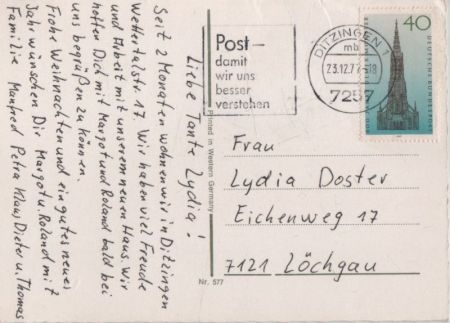 Liebe Tante Lydia!
Seit 2 Monaten wohnen wir in Ditzingen
Wettertalstr. 17. Wir haben viel Freude
und Arbeit mit unserem neuen Haus. Wir
hoffen Dich mit Margot und Roland bald bei
uns begrüßen zu können.
Frohe Weihnachten und ein gutes neues
Jahr wünschen Dir, Margot u. Roland mit
Familie Manfred Petra Klaus, Dieter u. Thomas
Printed in Western Germany
Nr. 577
Post–
damit
wir uns
besser
verstehen
DITZINGEN 1
mb
23.12.77-18
7257
40
DEUTSCHE BUNDESPOST
Frau
Lydia Doster
Eichenweg 17
7121 Löchgau